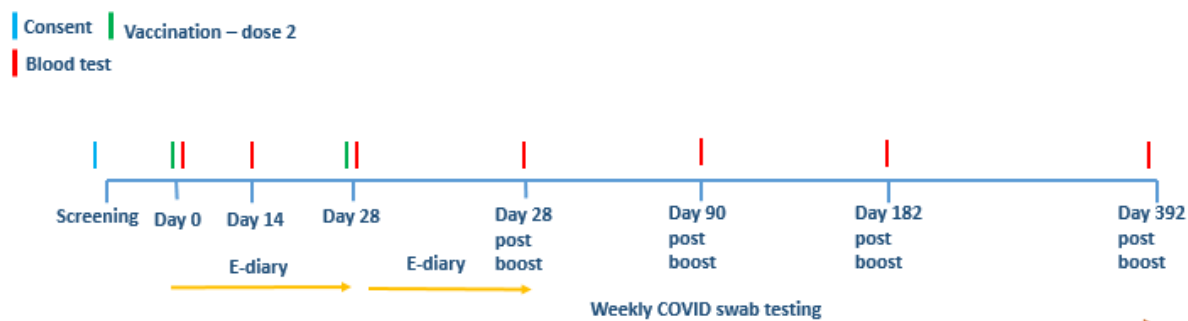 Consent
Vaccination – dose 2
Blood test
Screening
Day 0
Day 14
Day 28
Day 28
post
boost
Day 90
post
boost
Day 182
post
boost
Day 392
post
boost
E-diary
E-diary
Weekly COVID swab testing